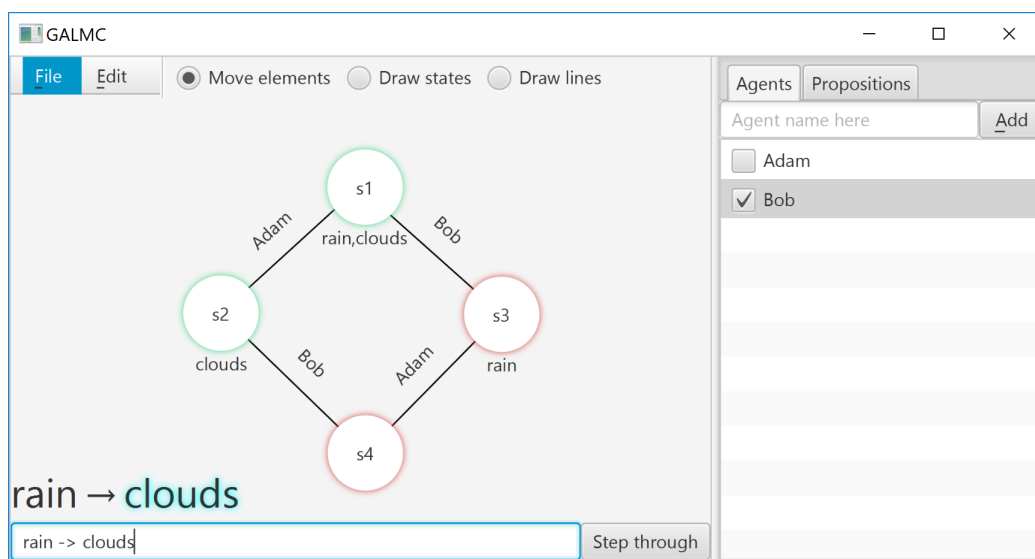 GALMC
File Edit Move elements Draw states Draw lines
Agents Propositions
Agent name here Add
Adam
Bob
s1
rain,clouds
Adam
Bob
s2
clouds
s3
rain
Bob
Adam
s4
rain → clouds
rain -> clouds
Step through